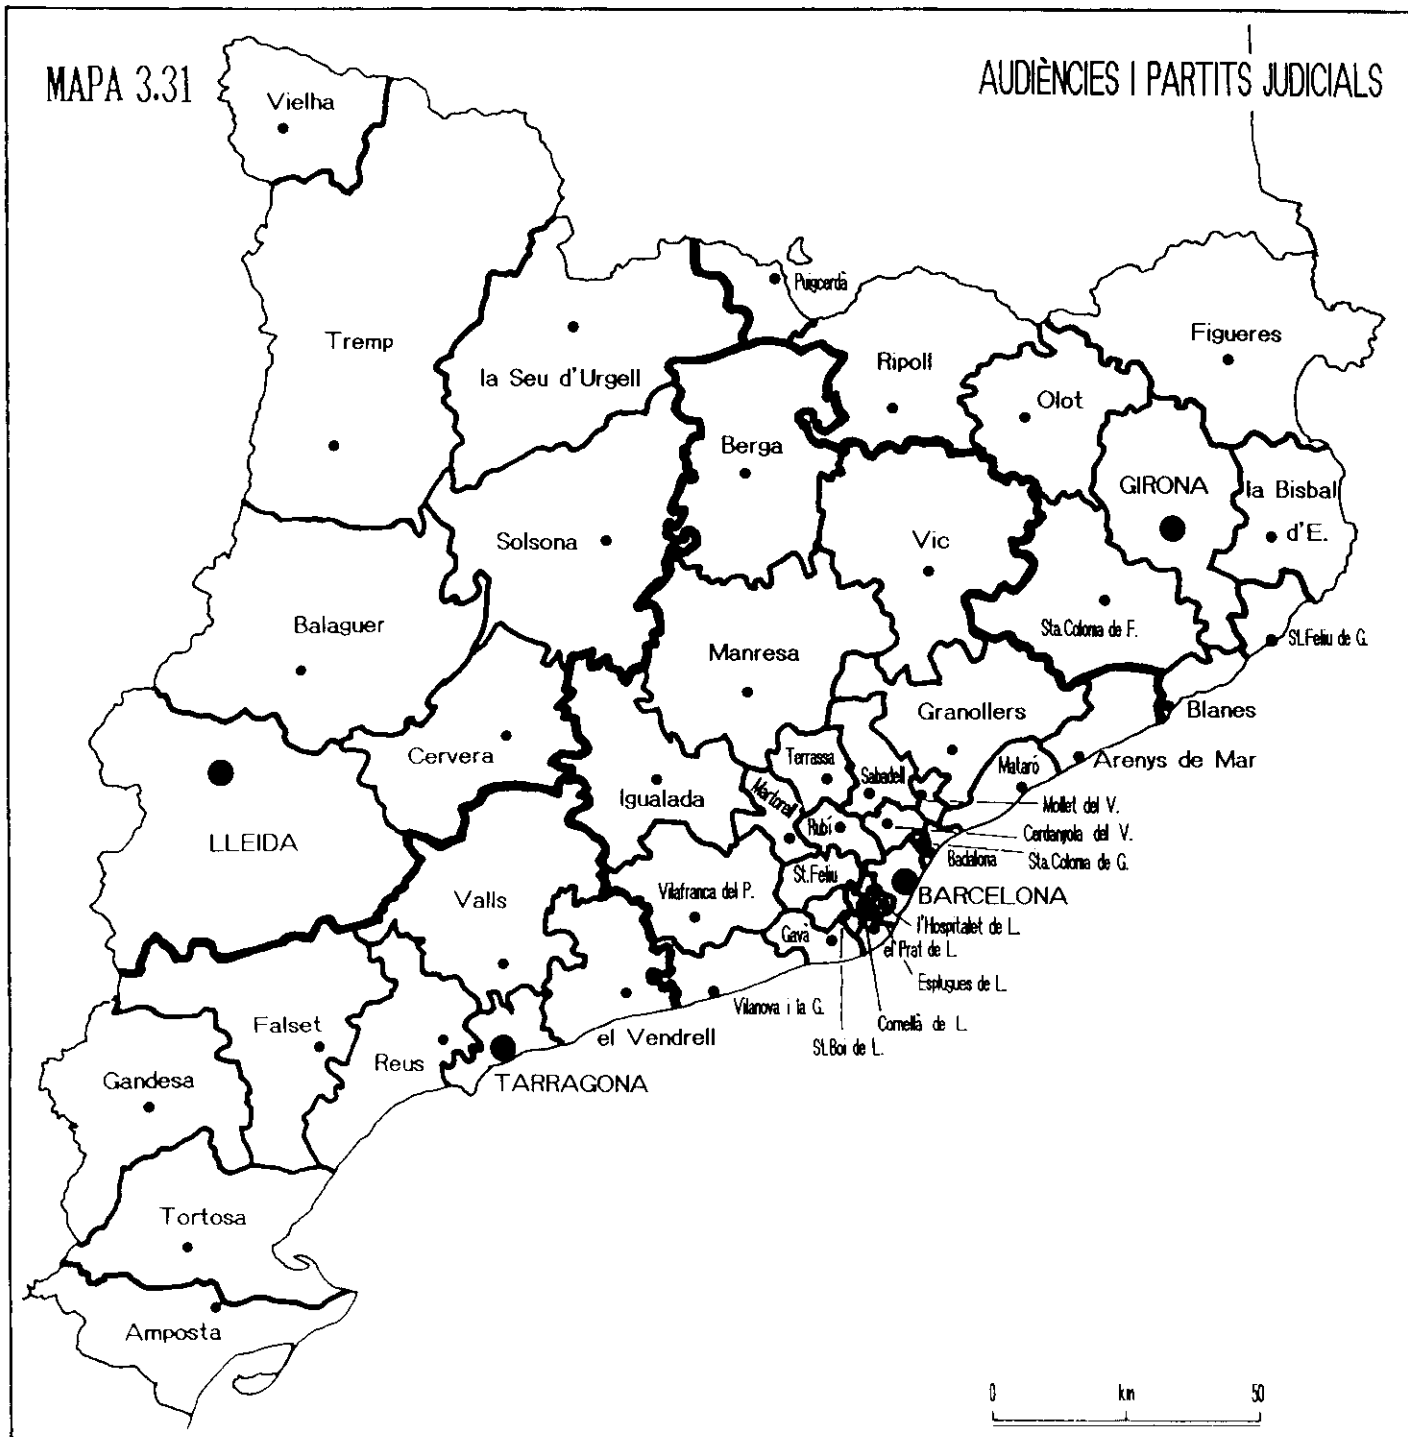 MAPA 3.31
AUDIÈNCIES I PARTITS JUDICIALS
Vielha
Puigcerdà
Tremp
la Seu d'Urgell
Ripoll
Olot
Figueres
Berga
GIRONA
la Bisbal
d'E.
Solsona
Vic
Balaguer
Sta. Coloma de F.
St. Feliu de G.
Manresa
Granollers
Blanes
Cervera
Terrassa
Sabadell
Mataró
Arenys de Mar
Igualada
Martorell
Mollet del V.
LLEIDA
Rubí
Cerdanyola del V.
Badalona
Sta. Coloma de G.
St. Feliu
Vilafranca del P.
Valls
BARCELONA
l'Hospitalet de L.
Gavà
el Prat de L.
Esplugues de L.
Falset
Vilanova i la G.
Cornellà de L.
el Vendrell
St. Boi de L.
Reus
Gandesa
TARRAGONA
Tortosa
Amposta
0 km 50